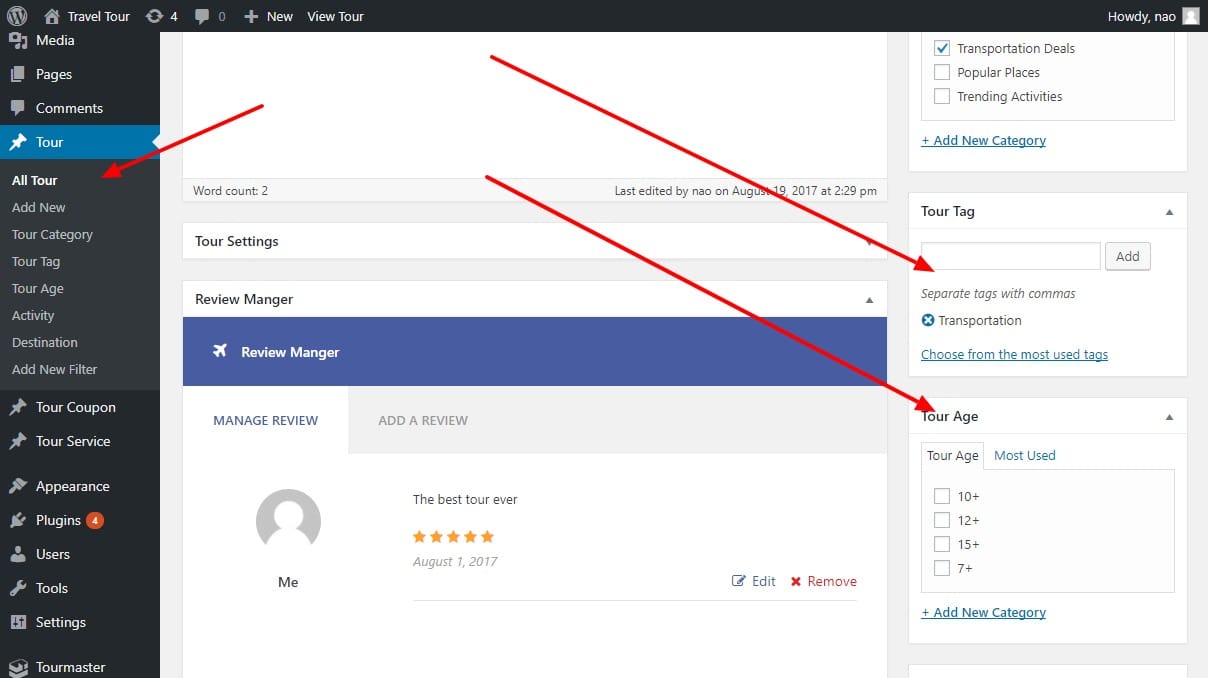 Travel Tour 4 0 New View Tour Howdy, nao
Media
Pages
Comments
Tour
All Tour
Add New
Tour Category
Tour Tag
Tour Age
Activity
Destination
Add New Filter
Tour Coupon
Tour Service
Appearance
Plugins 4
Users
Tools
Settings
Tourmaster
Word count: 2 Last edited by nao on August 19, 2017 at 2:29 pm
Tour Settings
Review Manger
Review Manger
MANAGE REVIEW ADD A REVIEW
The best tour ever
August 1, 2017
Me
Edit Remove
Transportation Deals
Popular Places
Trending Activities
+ Add New Category
Tour Tag
Add
Separate tags with commas
Transportation
Choose from the most used tags
Tour Age
Tour Age Most Used
10+
12+
15+
7+
+ Add New Category